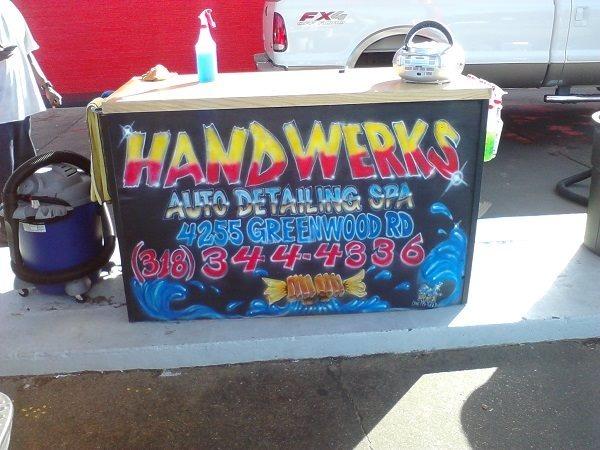 FX4
HANDWERKS
AUTO DETAILING SPA
4255 GREENWOOD RD
(318) 344-4336